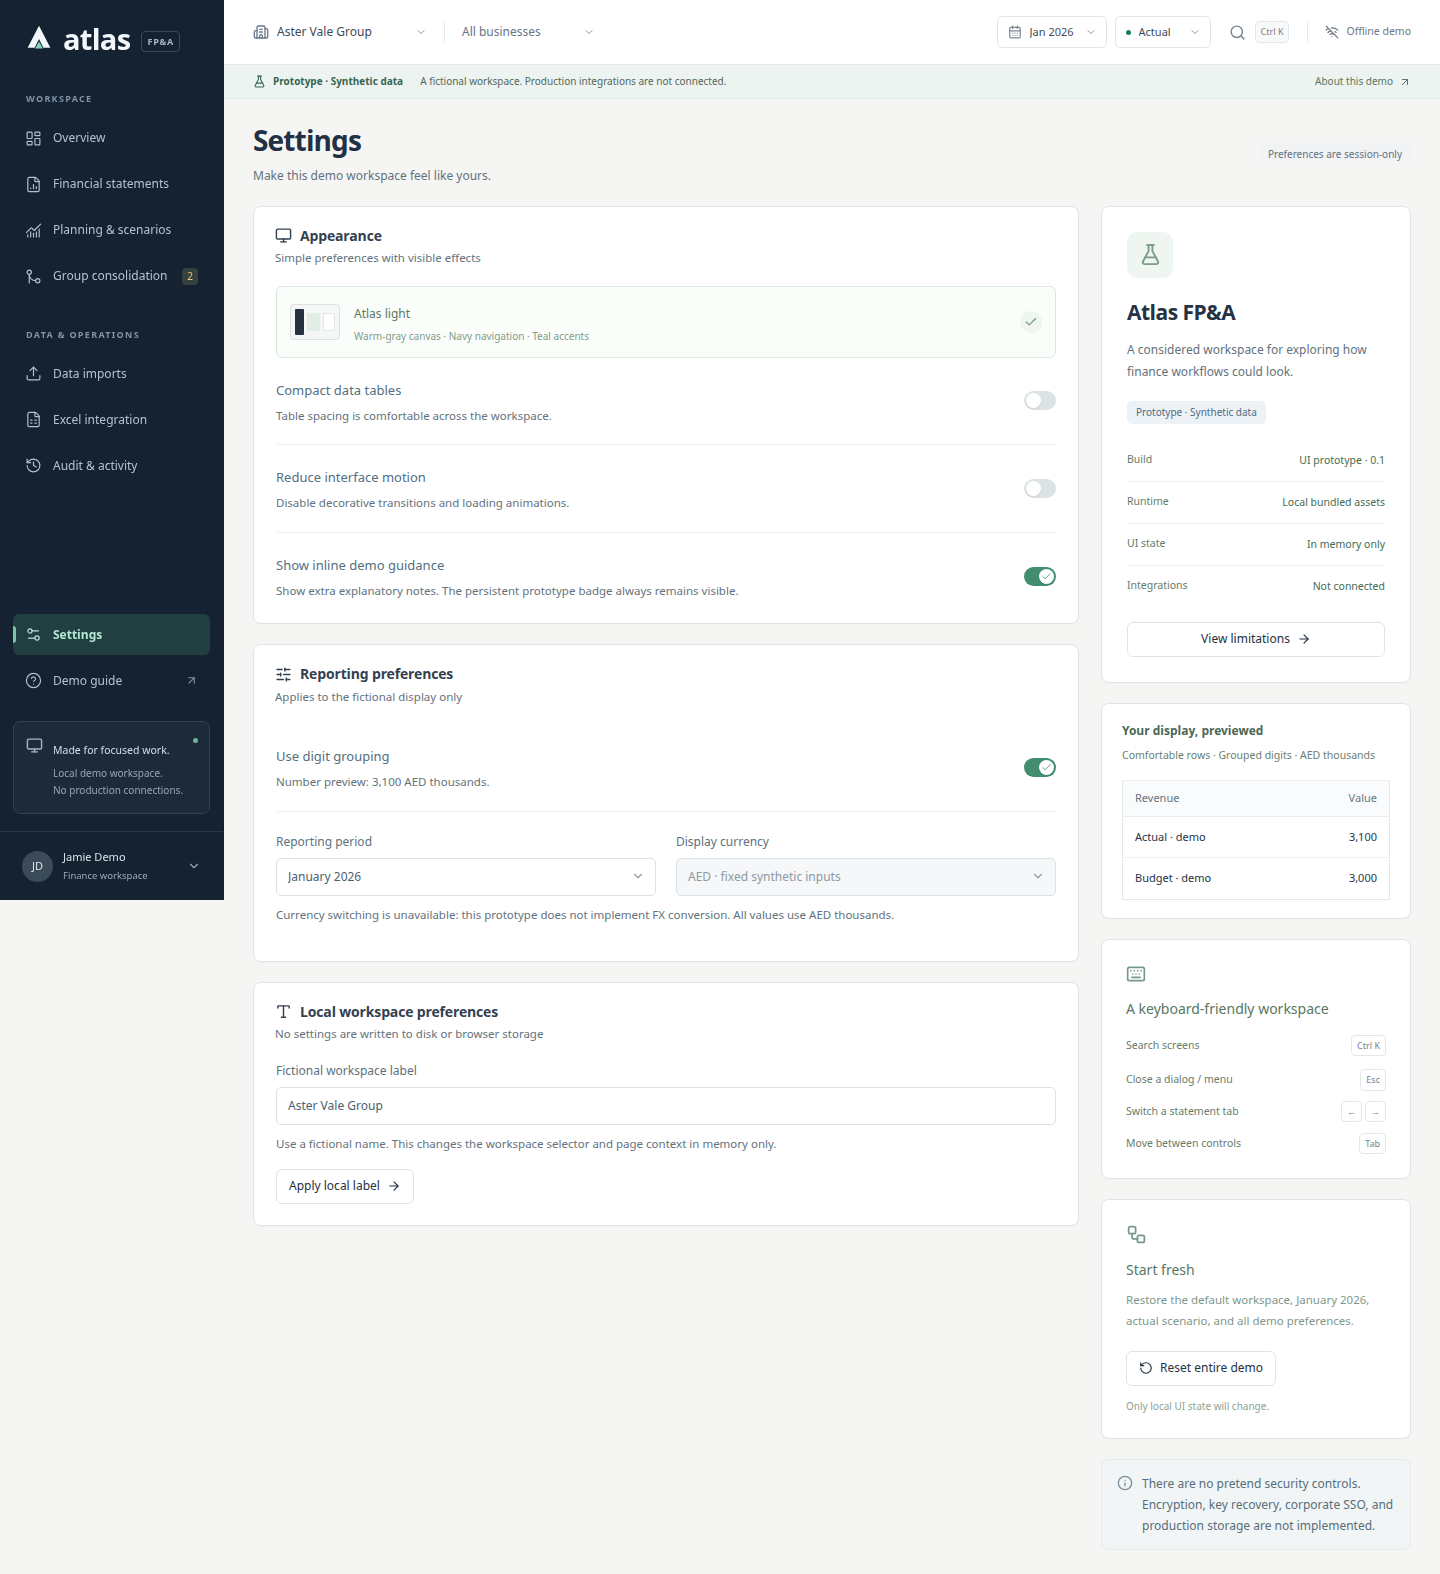 atlas FP&A
WORKSPACE
Overview
Financial statements
Planning & scenarios
Group consolidation 2
DATA & OPERATIONS
Data imports
Excel integration
Audit & activity
Settings
Demo guide
Made for focused work.
Local demo workspace.
No production connections.
JD
Jamie Demo
Finance workspace
Aster Vale Group
All businesses
Jan 2026
Actual
Ctrl K
Offline demo
Prototype · Synthetic data
A fictional workspace. Production integrations are not connected.
About this demo
Settings
Make this demo workspace feel like yours.
Preferences are session-only
Appearance
Simple preferences with visible effects
Atlas light
Warm-gray canvas · Navy navigation · Teal accents
Compact data tables
Table spacing is comfortable across the workspace.
Reduce interface motion
Disable decorative transitions and loading animations.
Show inline demo guidance
Show extra explanatory notes. The persistent prototype badge always remains visible.
Reporting preferences
Applies to the fictional display only
Use digit grouping
Number preview: 3,100 AED thousands.
Reporting period
January 2026
Display currency
AED · fixed synthetic inputs
Currency switching is unavailable: this prototype does not implement FX conversion. All values use AED thousands.
Local workspace preferences
No settings are written to disk or browser storage
Fictional workspace label
Aster Vale Group
Use a fictional name. This changes the workspace selector and page context in memory only.
Apply local label →
Atlas FP&A
A considered workspace for exploring how
finance workflows could look.
Prototype · Synthetic data
Build UI prototype · 0.1
Runtime Local bundled assets
UI state In memory only
Integrations Not connected
View limitations →
Your display, previewed
Comfortable rows · Grouped digits · AED thousands
Revenue Value
Actual · demo 3,100
Budget · demo 3,000
A keyboard-friendly workspace
Search screens Ctrl K
Close a dialog / menu Esc
Switch a statement tab ← →
Move between controls Tab
Start fresh
Restore the default workspace, January 2026,
actual scenario, and all demo preferences.
Reset entire demo
Only local UI state will change.
There are no pretend security controls.
Encryption, key recovery, corporate SSO, and
production storage are not implemented.